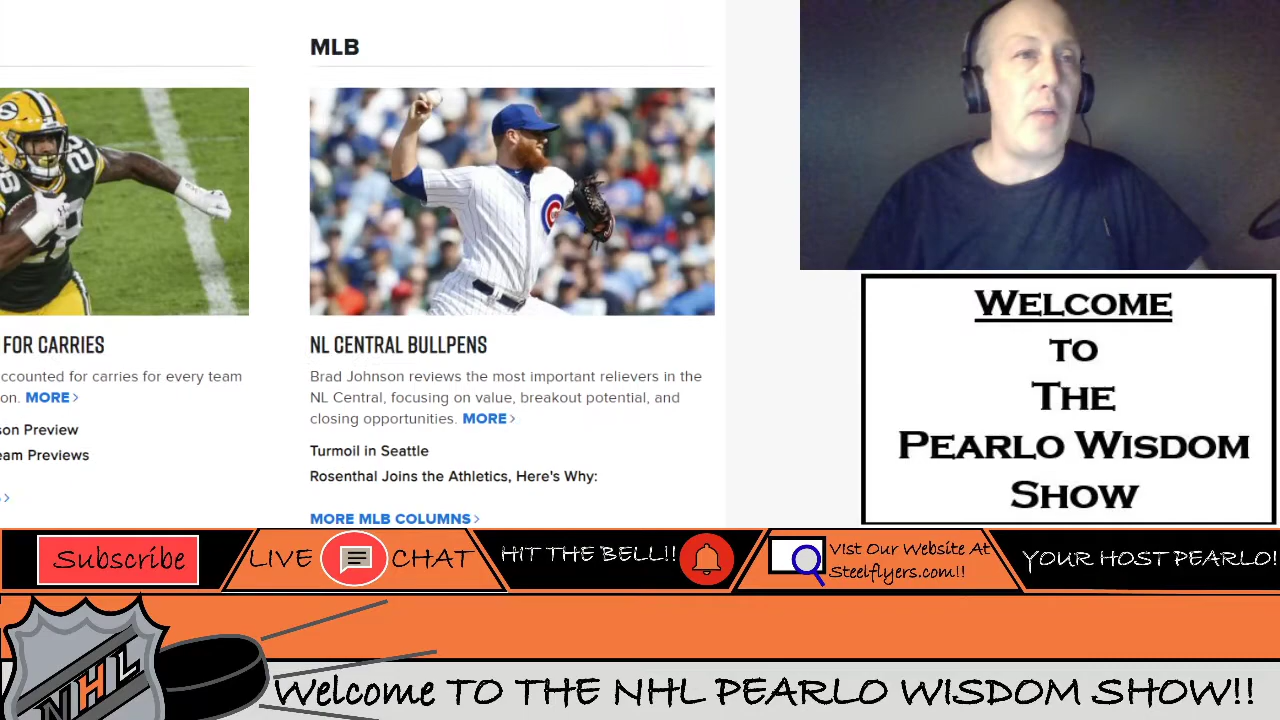 MLB
FOR CARRIES
ccounted for carries for every team
on. MORE >
son Preview
eam Previews
>
NL CENTRAL BULLPENS
Brad Johnson reviews the most important relievers in the
NL Central, focusing on value, breakout potential, and
closing opportunities. MORE >
Turmoil in Seattle
Rosenthal Joins the Athletics, Here's Why:
MORE MLB COLUMNS >
WELCOME
TO
THE
PEARLO WISDOM
SHOW
Subscribe
LIVE CHAT
HIT THE BELL!!
VIst Our Website At
Steelflyers.com!!
YOUR HOST PEARLO!
NHL
Welcome TO THE NHL PEARLO WISDOM SHOW!!
28
C